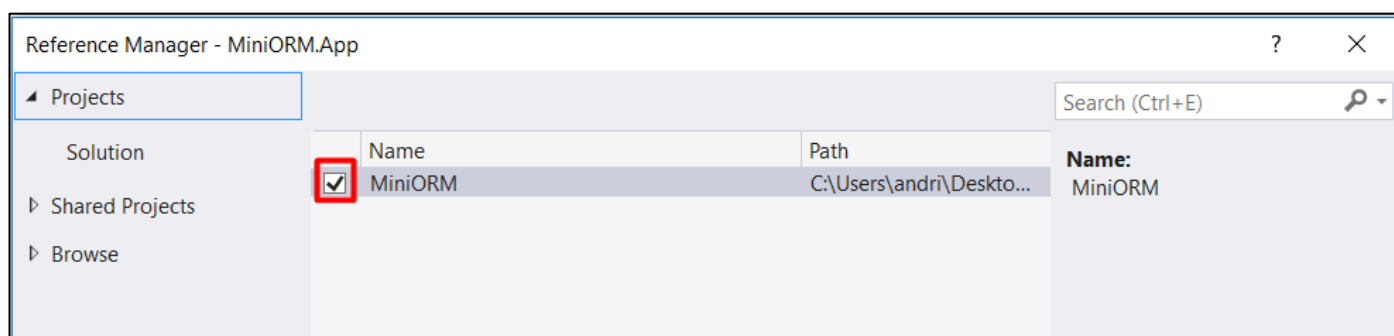 Reference Manager - MiniORM.App ?
Projects
Search (Ctrl+E)
Solution
Name Path
Name:
MiniORM C:\Users\andri\Deskto...
MiniORM
Shared Projects
Browse